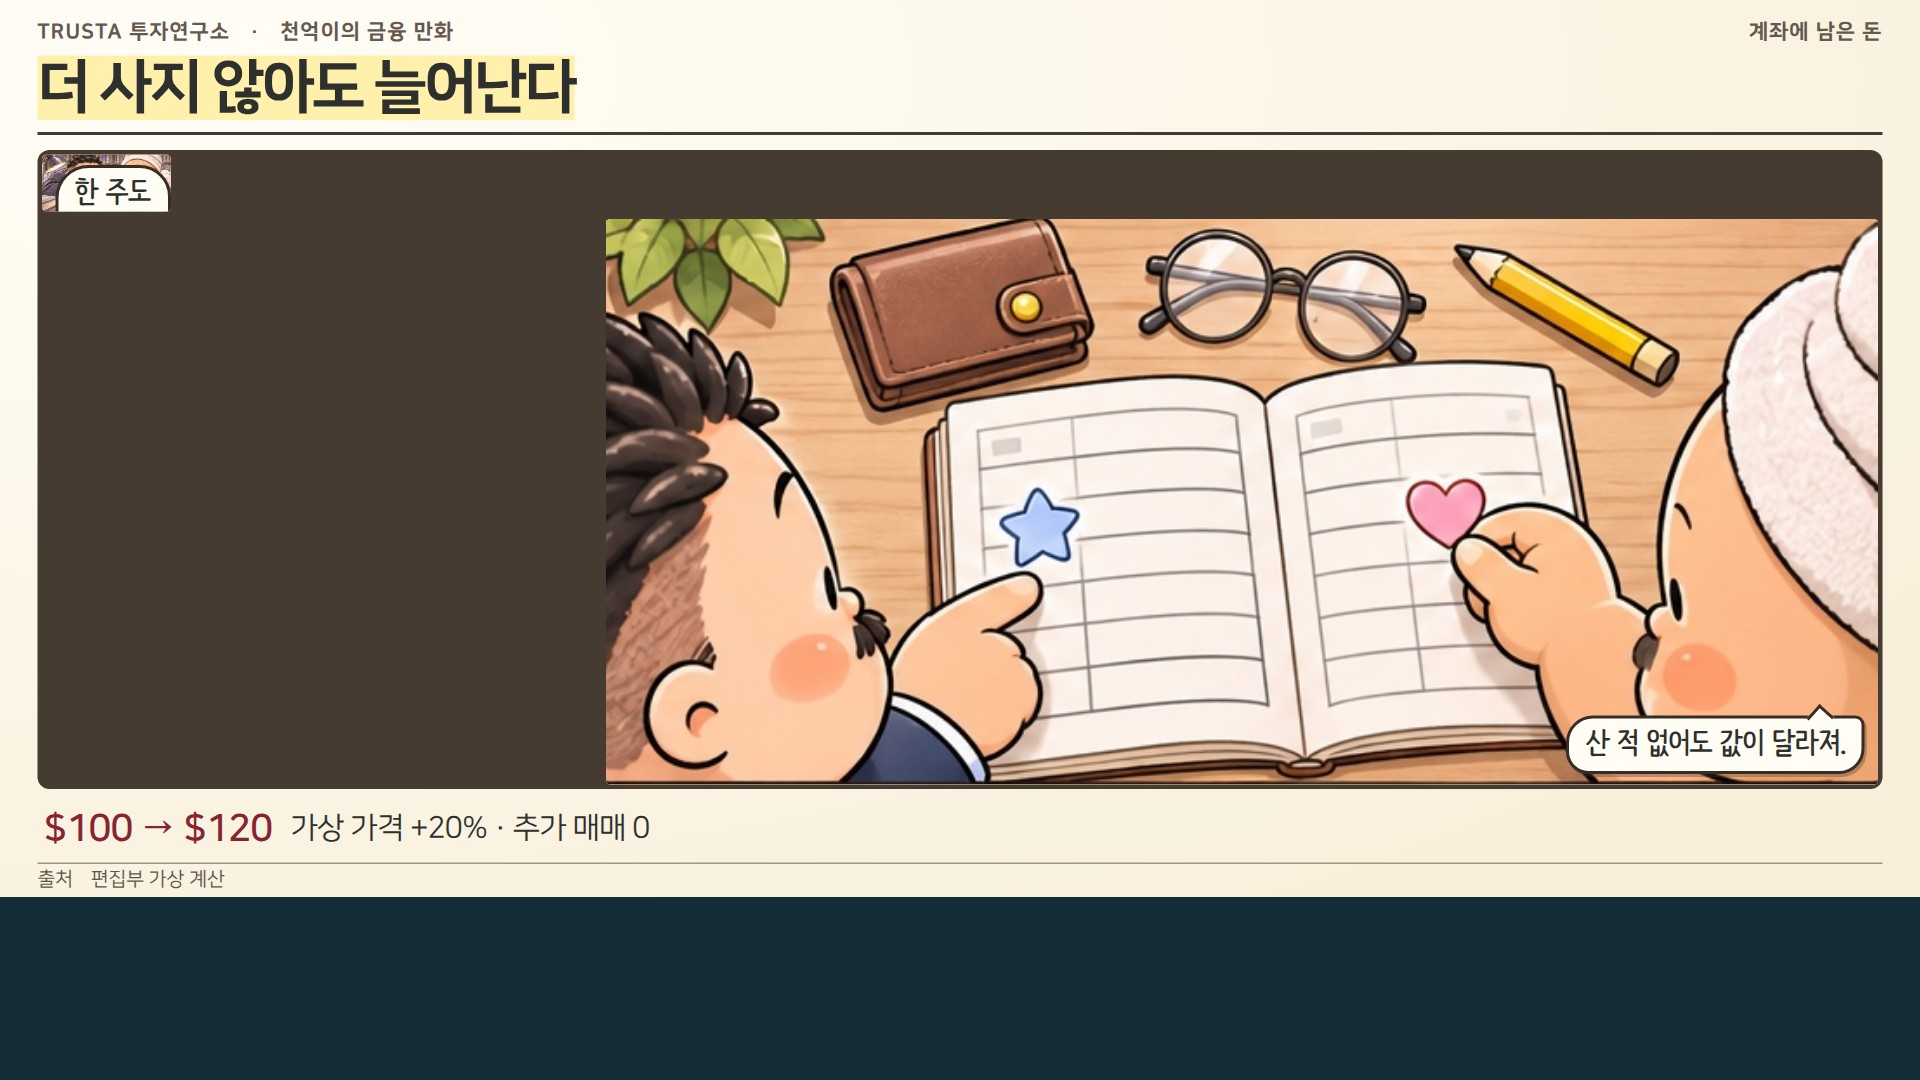 TRUSTA 투자연구소 · 천억이의 금융 만화
계좌에 남은 돈
더 사지 않아도 늘어난다
한 주도
산 적 없어도 값이 달라져.
$100 → $120 가상 가격 +20% · 추가 매매 0
출처 편집부 가상 계산